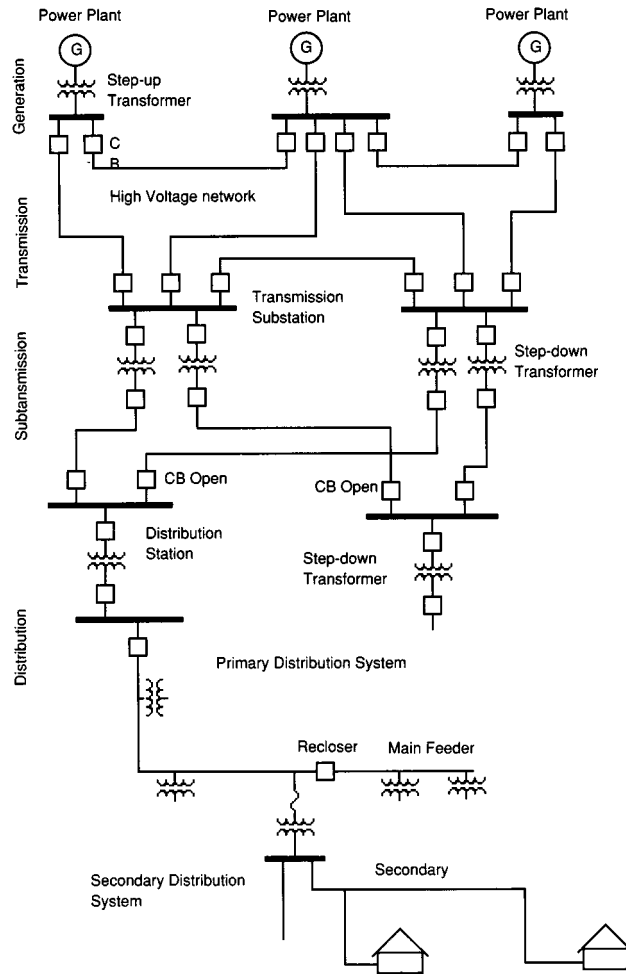 Power Plant
Power Plant
Power Plant
G
G
G
Step-up
Transformer
Generation
C
B
High Voltage network
Transmission
Transmission
Substation
Step-down
Transformer
Subtansmission
CB Open
CB Open
Distribution
Station
Step-down
Transformer
Distribution
Primary Distribution System
Recloser
Main Feeder
Secondary Distribution
System
Secondary